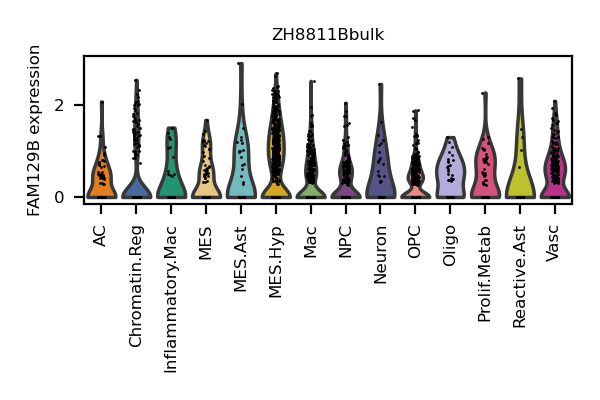 ZH8811Bbulk
FAM129B expression
2
0
AC
Chromatin.Reg
Inflammatory.Mac
MES
MES.Ast
MES.Hyp
Mac
NPC
Neuron
OPC
Oligo
Prolif.Metab
Reactive.Ast
Vasc